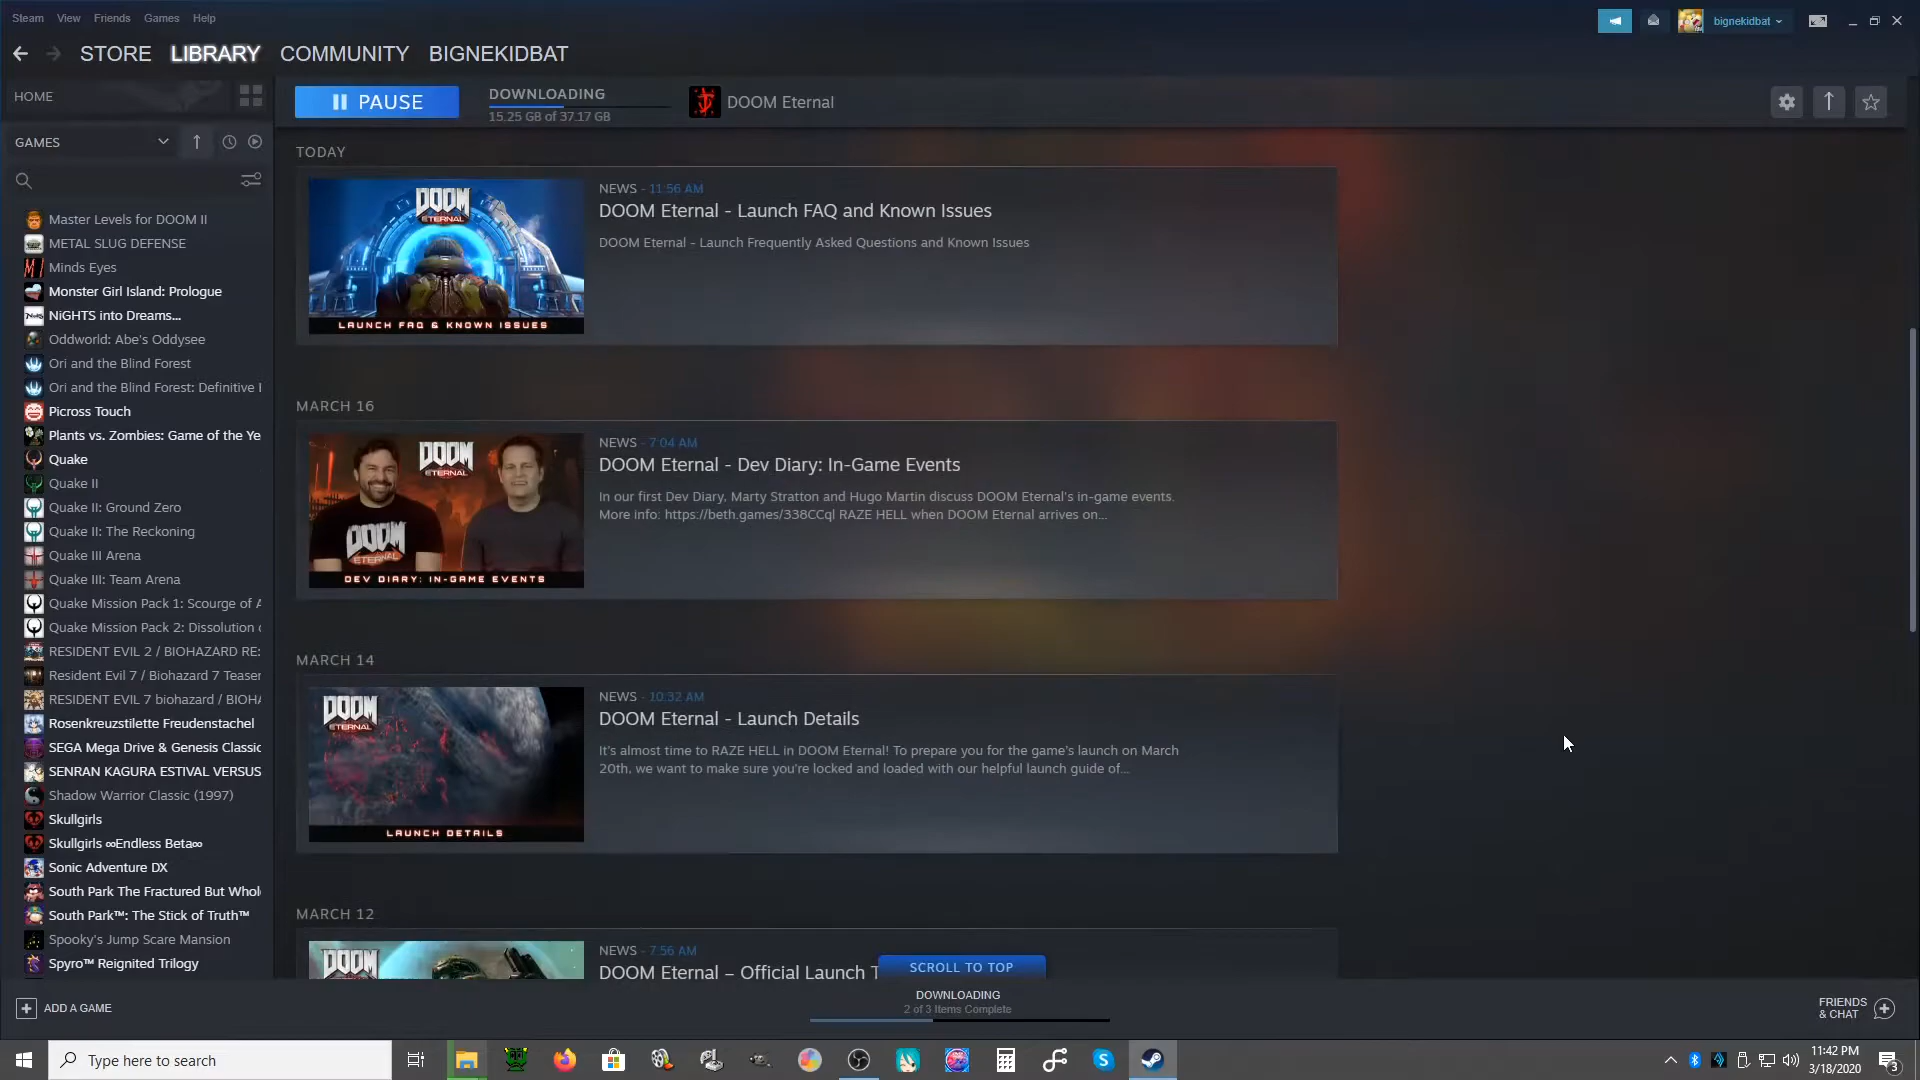 Steam View Friends Games Help
bignekidbat
STORE LIBRARY COMMUNITY BIGNEKIDBAT
HOME
PAUSE
DOWNLOADING
15.25 GB of 37.17 GB
DOOM Eternal
GAMES
Master Levels for DOOM II
METAL SLUG DEFENSE
Minds Eyes
Monster Girl Island: Prologue
NiGHTS into Dreams...
Oddworld: Abe's Oddysee
Ori and the Blind Forest
Ori and the Blind Forest: Definitive
Picross Touch
Plants vs. Zombies: Game of the Ye
Quake
Quake II
Quake II: Ground Zero
Quake II: The Reckoning
Quake III Arena
Quake III: Team Arena
Quake Mission Pack 1: Scourge of A
Quake Mission Pack 2: Dissolution
RESIDENT EVIL 2 / BIOHAZARD RE:
Resident Evil 7 / Biohazard 7 Teaser
RESIDENT EVIL 7 biohazard / BIOHA
Rosenkreuzstilette Freudenstachel
SEGA Mega Drive & Genesis Classic
SENRAN KAGURA ESTIVAL VERSUS
Shadow Warrior Classic (1997)
Skullgirls
Skullgirls ∞Endless Beta∞
Sonic Adventure DX
South Park The Fractured But Whol
South Park™: The Stick of Truth™
Spooky's Jump Scare Mansion
Spyro™ Reignited Trilogy
ADD A GAME
TODAY
DOOM
ETERNAL
LAUNCH FAQ & KNOWN ISSUES
NEWS - 11:56 AM
DOOM Eternal - Launch FAQ and Known Issues
DOOM Eternal - Launch Frequently Asked Questions and Known Issues
MARCH 16
DOOM
ETERNAL
DOOM
ETERNAL
DEV DIARY: IN-GAME EVENTS
NEWS - 7:04 AM
DOOM Eternal - Dev Diary: In-Game Events
In our first Dev Diary, Marty Stratton and Hugo Martin discuss DOOM Eternal's in-game events.
More info: https://beth.games/338CCql RAZE HELL when DOOM Eternal arrives on...
MARCH 14
DOOM
ETERNAL
LAUNCH DETAILS
NEWS - 10:32 AM
DOOM Eternal - Launch Details
It's almost time to RAZE HELL in DOOM Eternal! To prepare you for the game's launch on March
20th, we want to make sure you're locked and loaded with our helpful launch guide of...
MARCH 12
DOOM
NEWS - 7:56 AM
DOOM Eternal – Official Launch T
SCROLL TO TOP
DOWNLOADING
2 of 3 Items Complete
FRIENDS
& CHAT
Type here to search
11:42 PM
3/18/2020
3